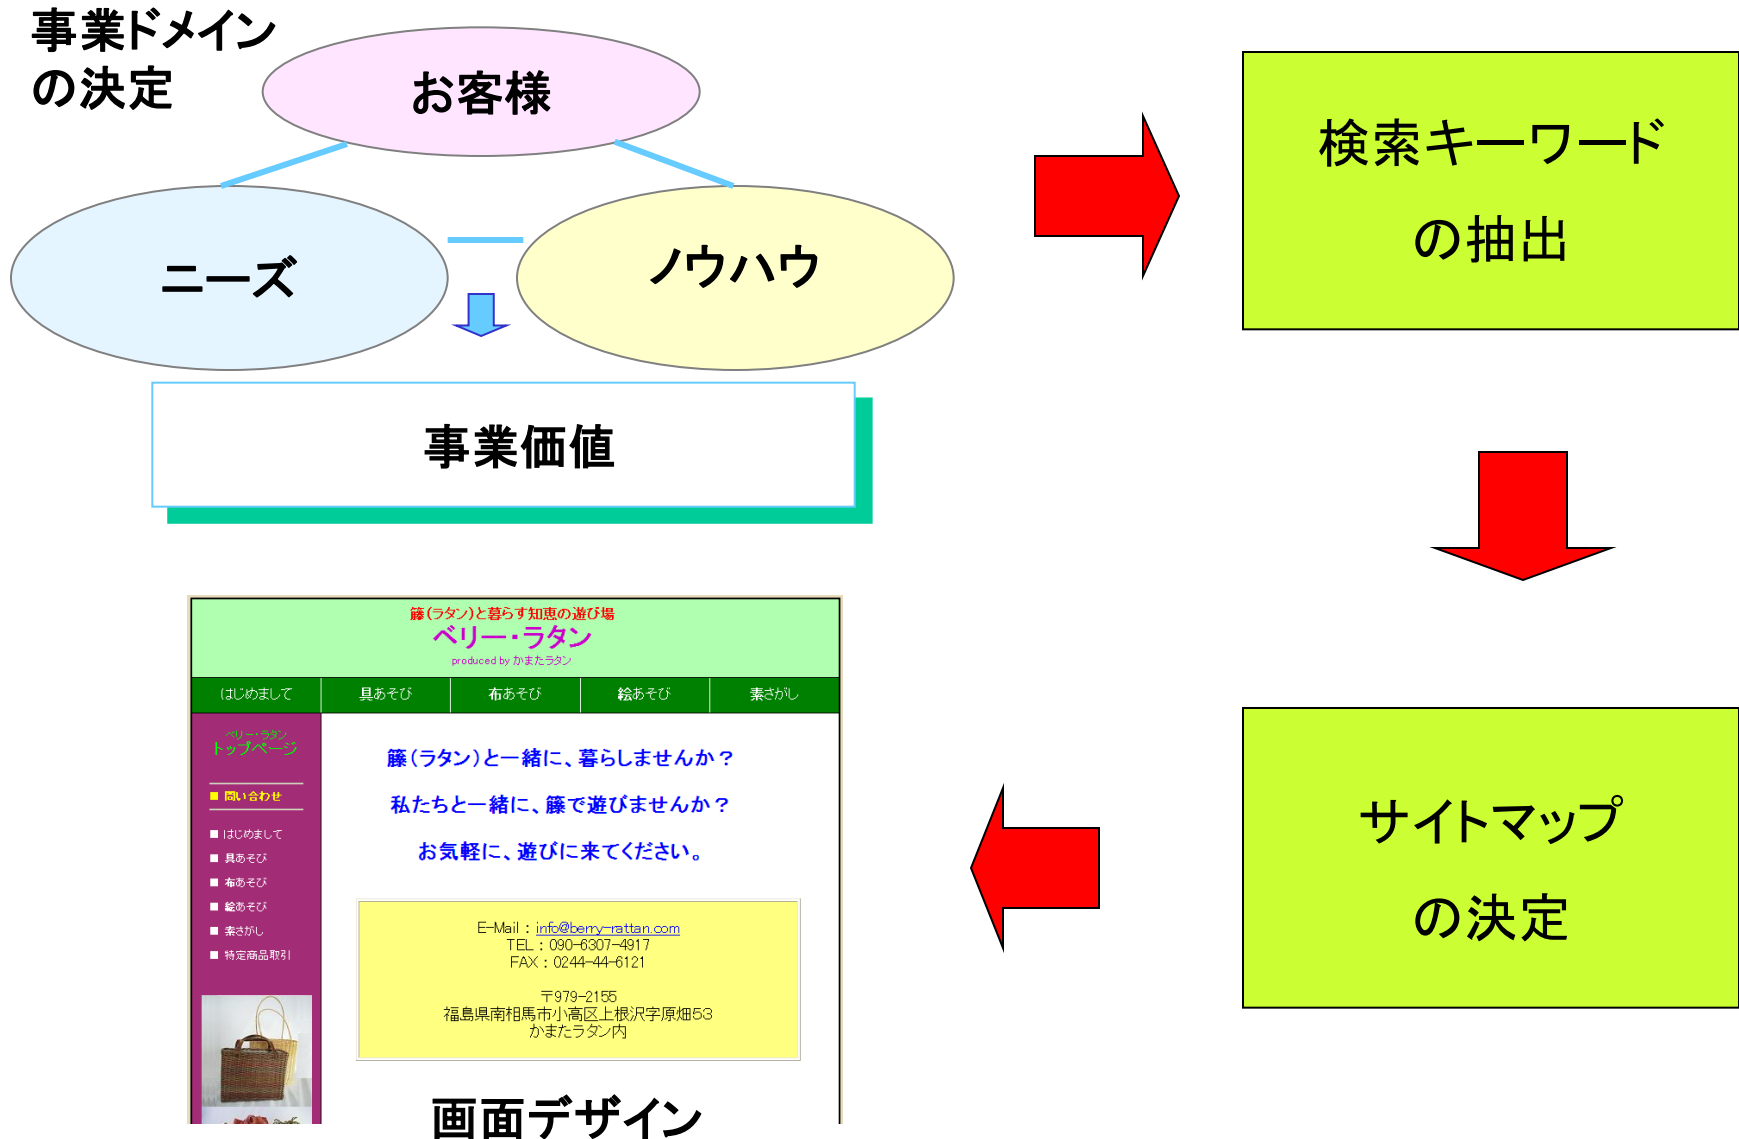 事業ドメイン
の決定
お客様
ニーズ
ノウハウ
事業価値
検索キーワード
の抽出
サイトマップ
の決定
籐(ラタン)と暮らす知恵の遊び場
ベリー・ラタン
produced by かまたラタン
はじめまして
具あそび
布あそび
絵あそび
素さがし
ベリー・ラタン
トップページ
■ 問い合わせ
■ はじめまして
■ 具あそび
■ 布あそび
■ 絵あそび
■ 素さがし
■ 特定商品取引
籐(ラタン)と一緒に、暮らしませんか?
私たちと一緒に、籐で遊びませんか?
お気軽に、遊びに来てください。
E-Mail : info@berry-rattan.com
TEL : 090-6307-4917
FAX : 0244-44-6121
〒979-2155
福島県南相馬市小高区上根沢字原畑53
かまたラタン内
画面デザイン